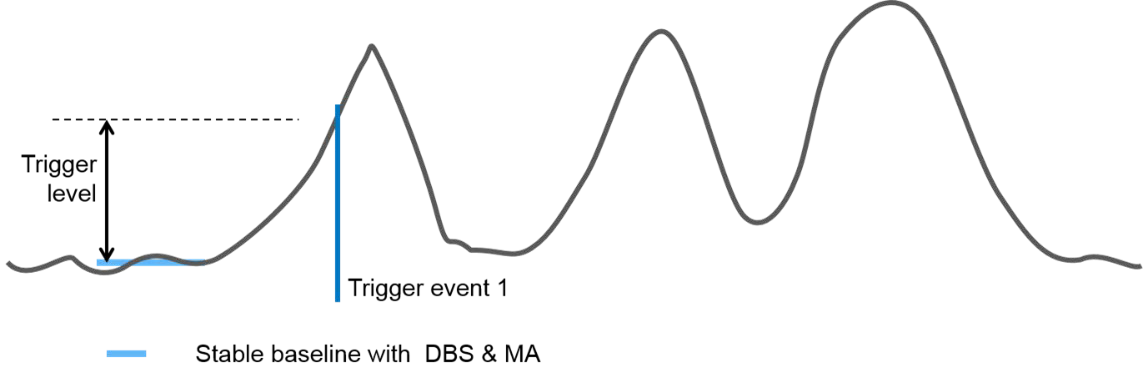 Trigger
level
Trigger event 1
Stable baseline with DBS & MA